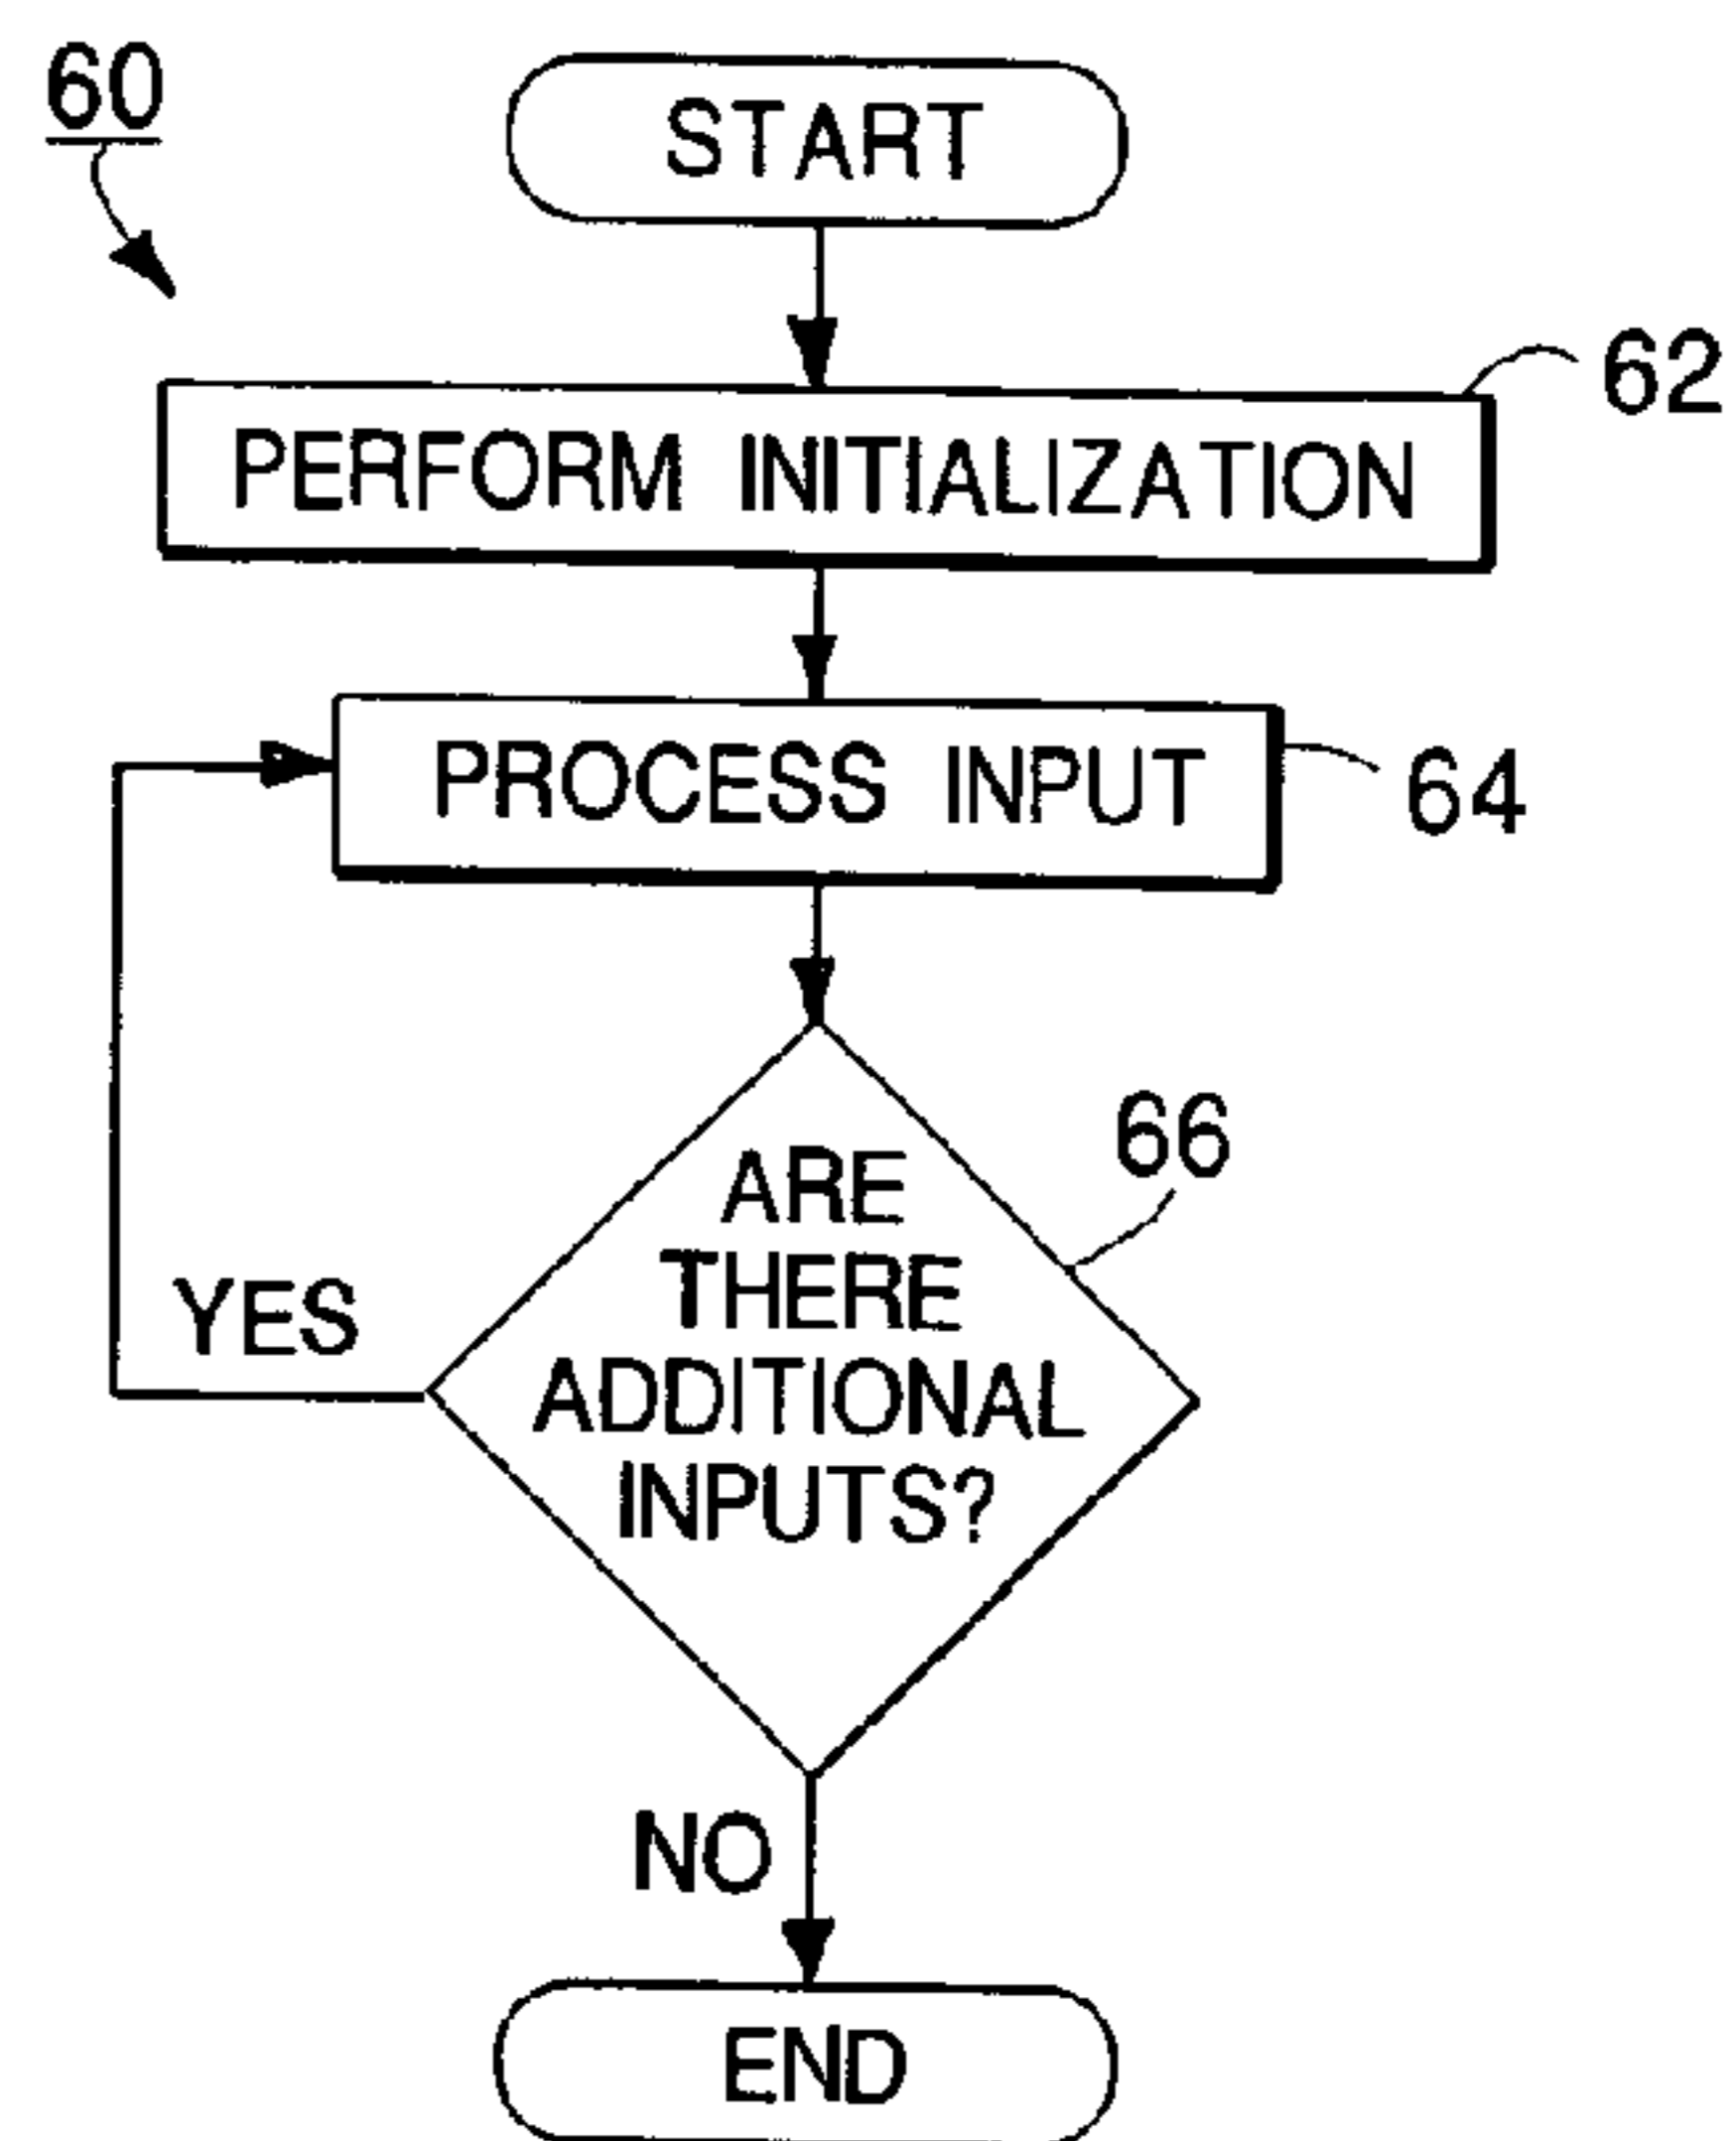 60
START
62
PERFORM INITIALIZATION
PROCESS INPUT
64
66
ARE
THERE
ADDITIONAL
INPUTS?
YES
NO
END